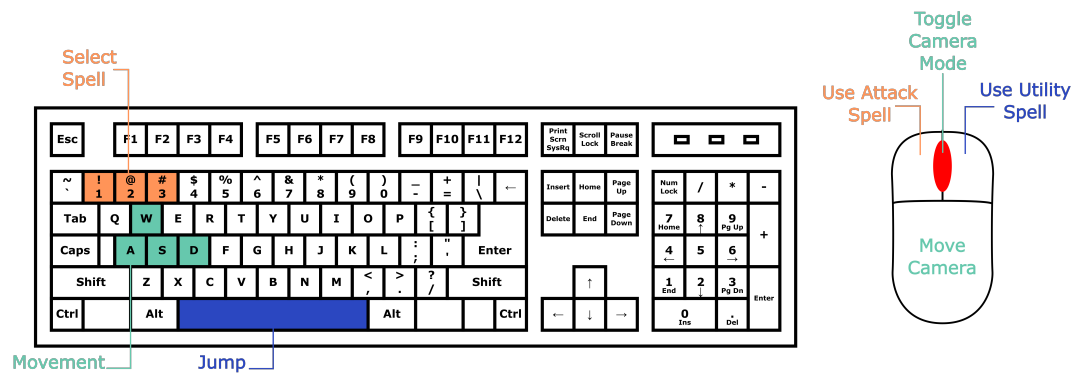 Toggle
Camera
Mode
Select
Spell
Use Attack
Spell
Use Utility
Spell
Esc F1 F2 F3 F4 F5 F6 F7 F8 F9 F10 F11 F12
Print
Scrn
SysRq
Scroll
Lock
Pause
Break
~ ! @ # $ % ^ & * ( ) _ + |
` 1 2 3 4 5 6 7 8 9 0 - = \ ←
Insert Home Page
Up
Num
Lock
/ * -
Tab Q W E R T Y U I O P { }
[ ]
Delete End Page
Down
7 8 9 +
Home ↑ Pg Up
Caps A S D F G H J K L : "
; '
Enter
4 5 6
← →
Move
Camera
Shift Z X C V B N M < > ?
, . /
Shift
↑
1 2 3
End ↓ Pg Dn
Enter
Ctrl Alt Alt Ctrl
← ↓ →
0 .
Ins Del
Movement
Jump